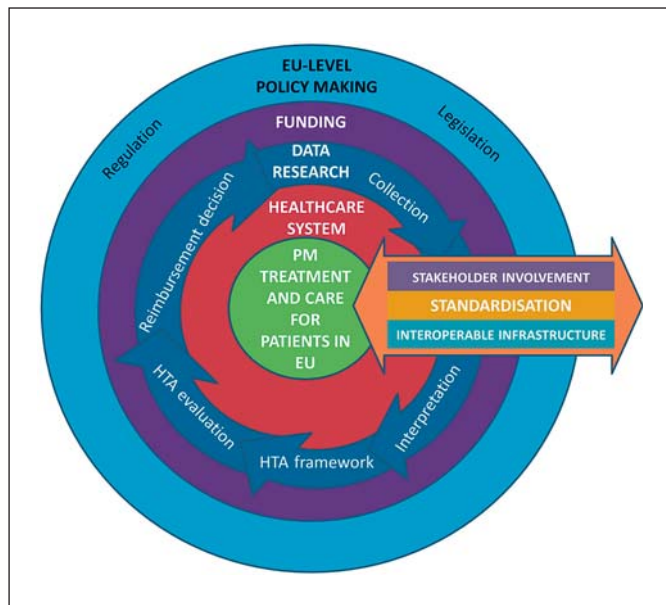 EU-LEVEL
POLICY MAKING
Regulation
Legislation
FUNDING
DATA
RESEARCH
Collection
Reimbursement decision
HEALTHCARE
SYSTEM
PM
TREATMENT
AND CARE
FOR
PATIENTS IN
EU
STAKEHOLDER INVOLVEMENT
STANDARDISATION
INTEROPERABLE INFRASTRUCTURE
Interpretation
HTA framework
HTA evaluation